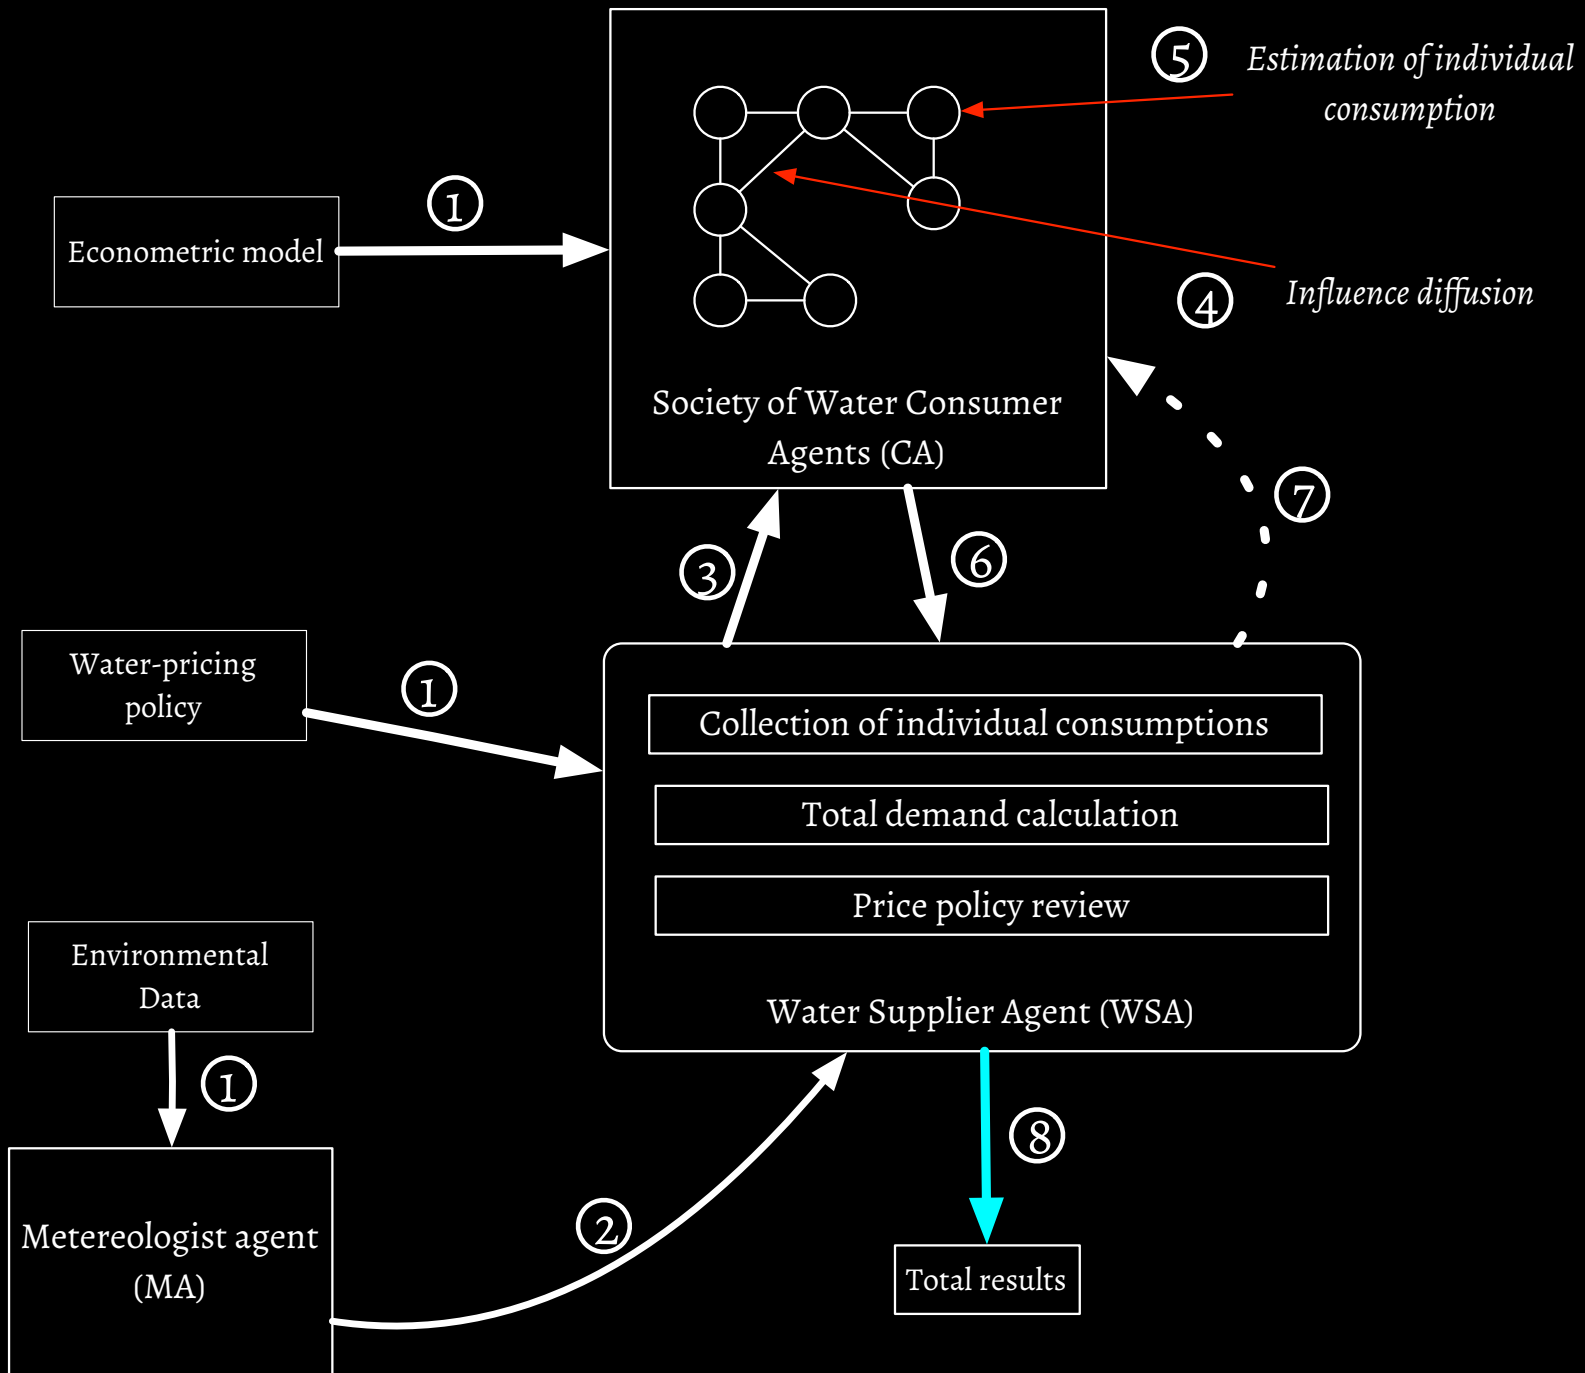 5
Estimation of individual
consumption
1
Econometric model
4
Influence diffusion
Society of Water Consumer
Agents (CA)
7
3
6
Water-pricing
policy
1
Collection of individual consumptions
Total demand calculation
Price policy review
Water Supplier Agent (WSA)
Environmental
Data
1
8
Metereologist agent
(MA)
2
Total results